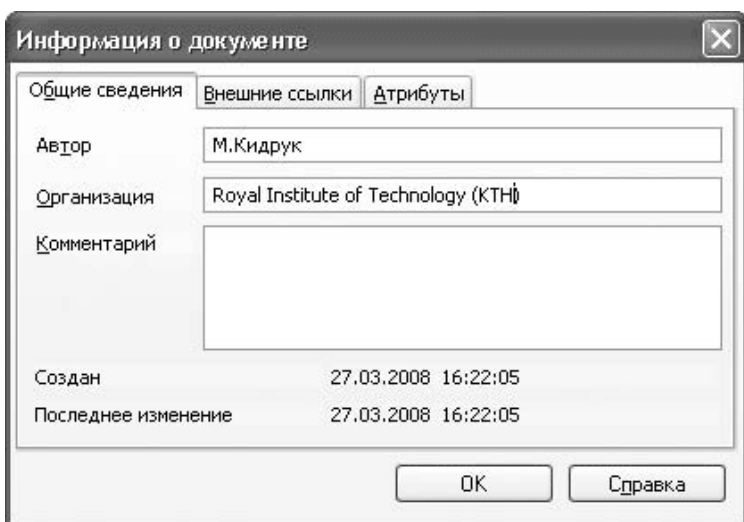 Информация о документе
Общие сведения Внешние ссылки Атрибуты
Автор М.Кидрук
Организация Royal Institute of Technology (KTH)
Комментарий
Создан 27.03.2008 16:22:05
Последнее изменение 27.03.2008 16:22:05
OK Справка